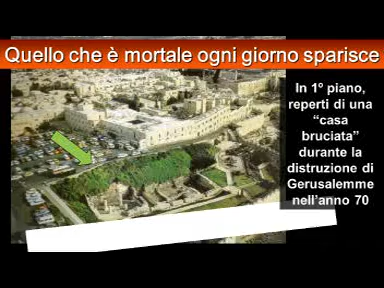 Quello che è mortale ogni giorno sparisce
In 1º piano,
reperti di una
“casa
bruciata”
durante la
distruzione di
Gerusalemme
nell’anno 70